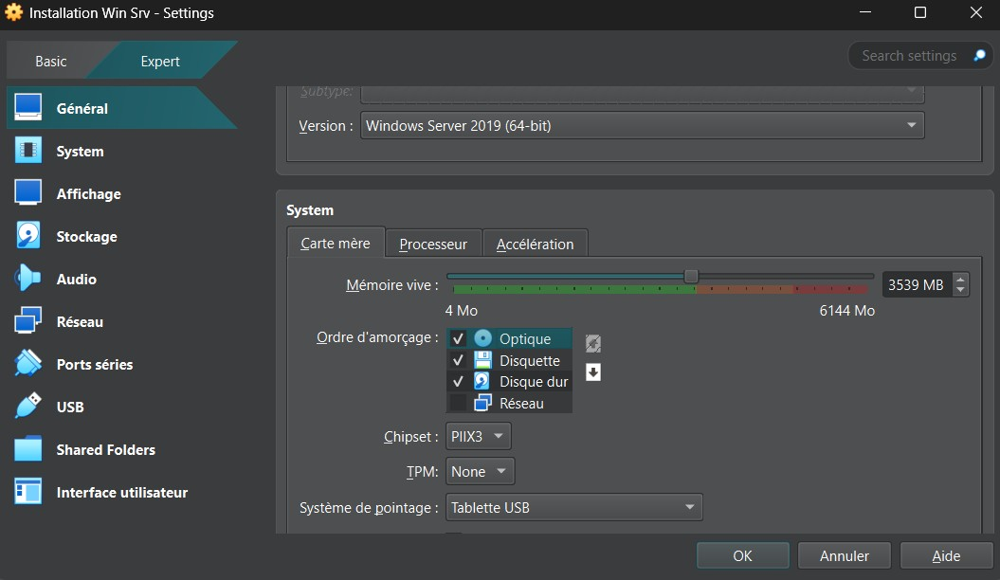 Installation Win Srv - Settings
Basic
Expert
Search settings
Général
System
Affichage
Stockage
Audio
Réseau
Ports séries
USB
Shared Folders
Interface utilisateur
Subtype:
Version : Windows Server 2019 (64-bit)
System
Carte mère Processeur Accélération
Mémoire vive : 3539 MB
4 Mo 6144 Mo
Ordre d'amorçage : Optique
Disquette
Disque dur
Réseau
Chipset : PIIX3
TPM: None
Système de pointage : Tablette USB
OK Annuler Aide